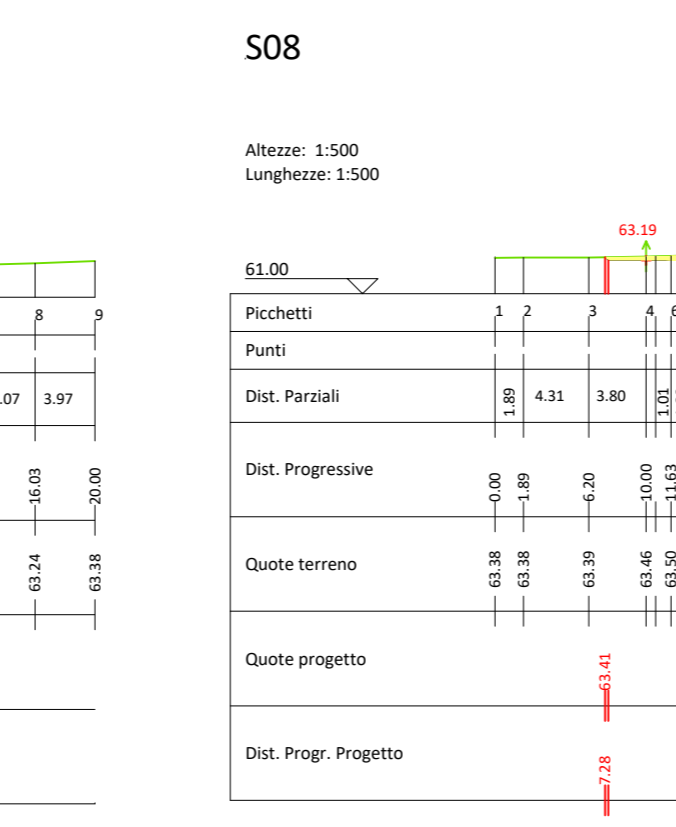 S08
Altezze: 1:500
Lunghezze: 1:500
63.19
61.00
8 9
Picchetti 1 2 3 4 6
Punti
.07 3.97
Dist. Parziali 1.89 4.31 3.80 1.01
16.03 20.00
Dist. Progressive 0.00 1.89 6.20 10.00 11.63
63.24 63.38
Quote terreno 63.38 63.38 63.39 63.46 63.50
Quote progetto 63.41
Dist. Progr. Progetto 7.28